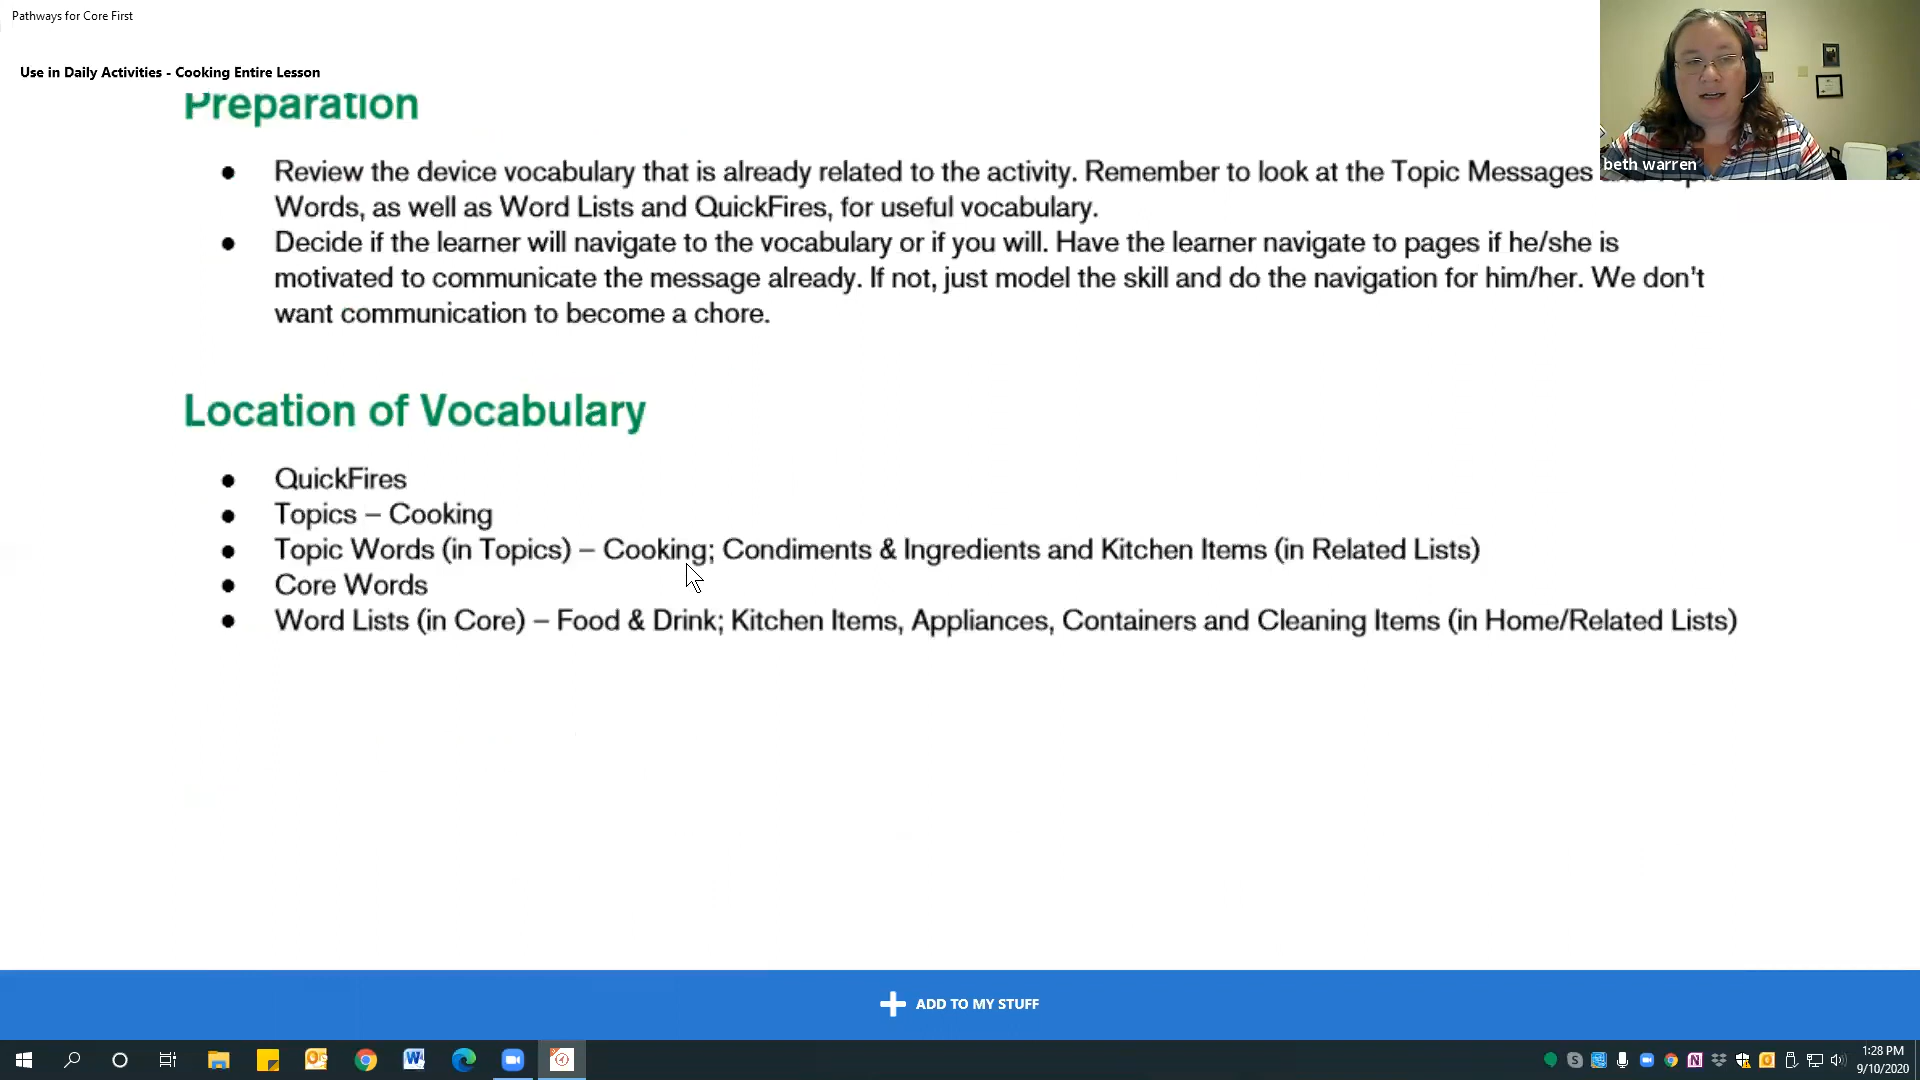 Pathways for Core First
Use in Daily Activities - Cooking Entire Lesson
Preparation
● Review the device vocabulary that is already related to the activity. Remember to look at the Topic Messages
Words, as well as Word Lists and QuickFires, for useful vocabulary.
● Decide if the learner will navigate to the vocabulary or if you will. Have the learner navigate to pages if he/she is
motivated to communicate the message already. If not, just model the skill and do the navigation for him/her. We don't
want communication to become a chore.
beth warren
Location of Vocabulary
● QuickFires
● Topics – Cooking
● Topic Words (in Topics) – Cooking; Condiments & Ingredients and Kitchen Items (in Related Lists)
● Core Words
● Word Lists (in Core) – Food & Drink; Kitchen Items, Appliances, Containers and Cleaning Items (in Home/Related Lists)
ADD TO MY STUFF
1:28 PM
9/10/2020